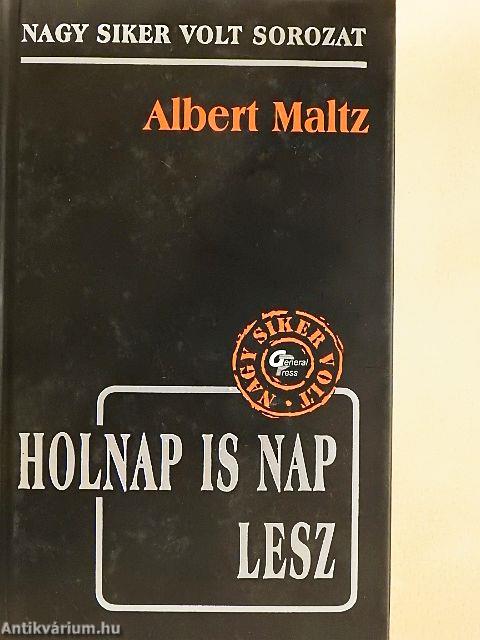 NAGY SIKER VOLT SOROZAT
Albert Maltz
NAGY SIKER VOLT •
General
Press
HOLNAP IS NAP
LESZ
Antikvárium.hu